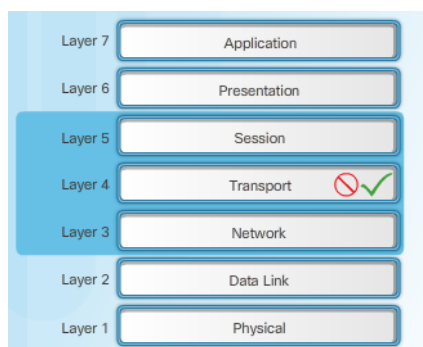 Layer 7 Application
Layer 6 Presentation
Layer 5 Session
Layer 4 Transport
Layer 3 Network
Layer 2 Data Link
Layer 1 Physical